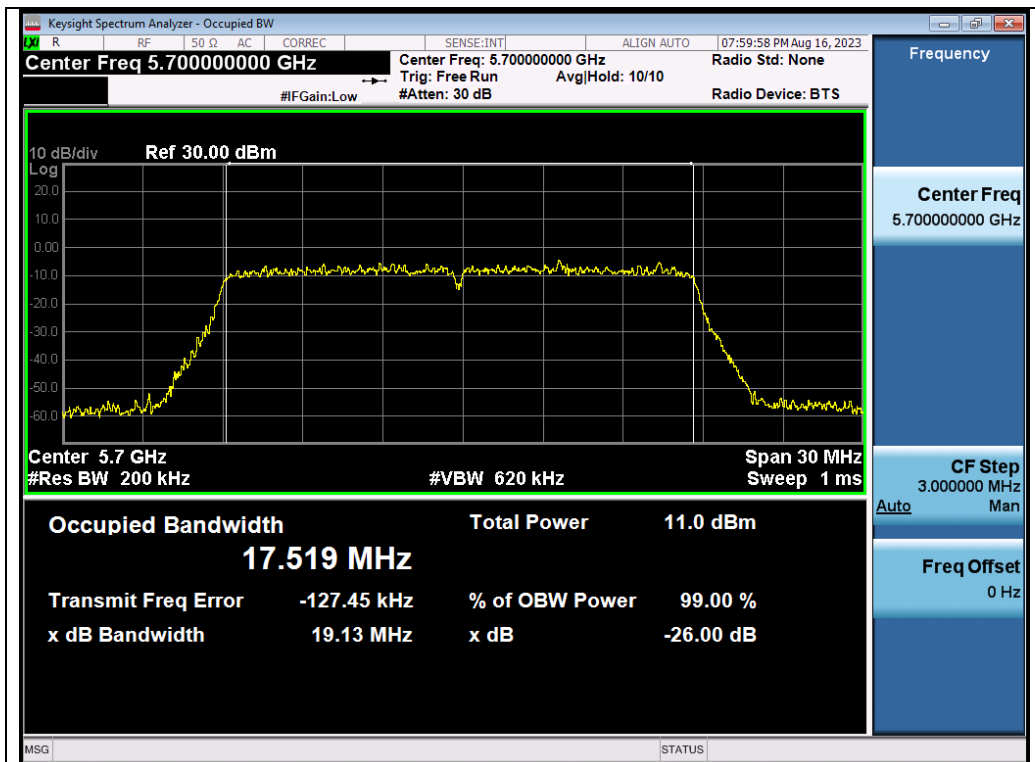 Keysight Spectrum Analyzer - Occupied BW
LXI R RF 50 Ω AC CORREC SENSE:INT ALIGN AUTO 07:59:58 PM Aug 16, 2023
Center Freq 5.700000000 GHz
Center Freq: 5.700000000 GHz
Radio Std: None
Trig: Free Run Avg|Hold: 10/10
#IFGain:Low
#Atten: 30 dB
Radio Device: BTS
10 dB/div Ref 30.00 dBm
Log
20.0
10.0
0.00
-10.0
-20.0
-30.0
-40.0
-50.0
-60.0
Center 5.7 GHz Span 30 MHz
#Res BW 200 kHz #VBW 620 kHz Sweep 1 ms
Occupied Bandwidth Total Power 11.0 dBm
17.519 MHz
Transmit Freq Error -127.45 kHz % of OBW Power 99.00 %
x dB Bandwidth 19.13 MHz x dB -26.00 dB
MSG STATUS
Frequency
Center Freq
5.700000000 GHz
CF Step
3.000000 MHz
Auto Man
Freq Offset
0 Hz